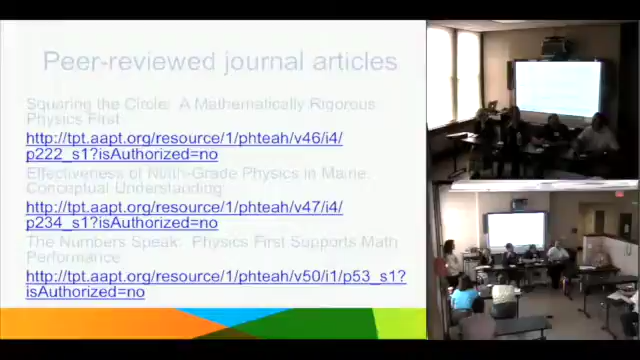 Peer-reviewed journal articles
Squaring the Circle: A Mathematically Rigorous
Physics First
http://tpt.aapt.org/resource/1/phteah/v46/i4/
p222_s1?isAuthorized=no
Effectiveness of Ninth-Grade Physics in Maine:
Conceptual Understanding
http://tpt.aapt.org/resource/1/phteah/v47/i4/
p234_s1?isAuthorized=no
The Numbers Speak: Physics First Supports Math
Performance
http://tpt.aapt.org/resource/1/phteah/v50/i1/p53_s1?
isAuthorized=no